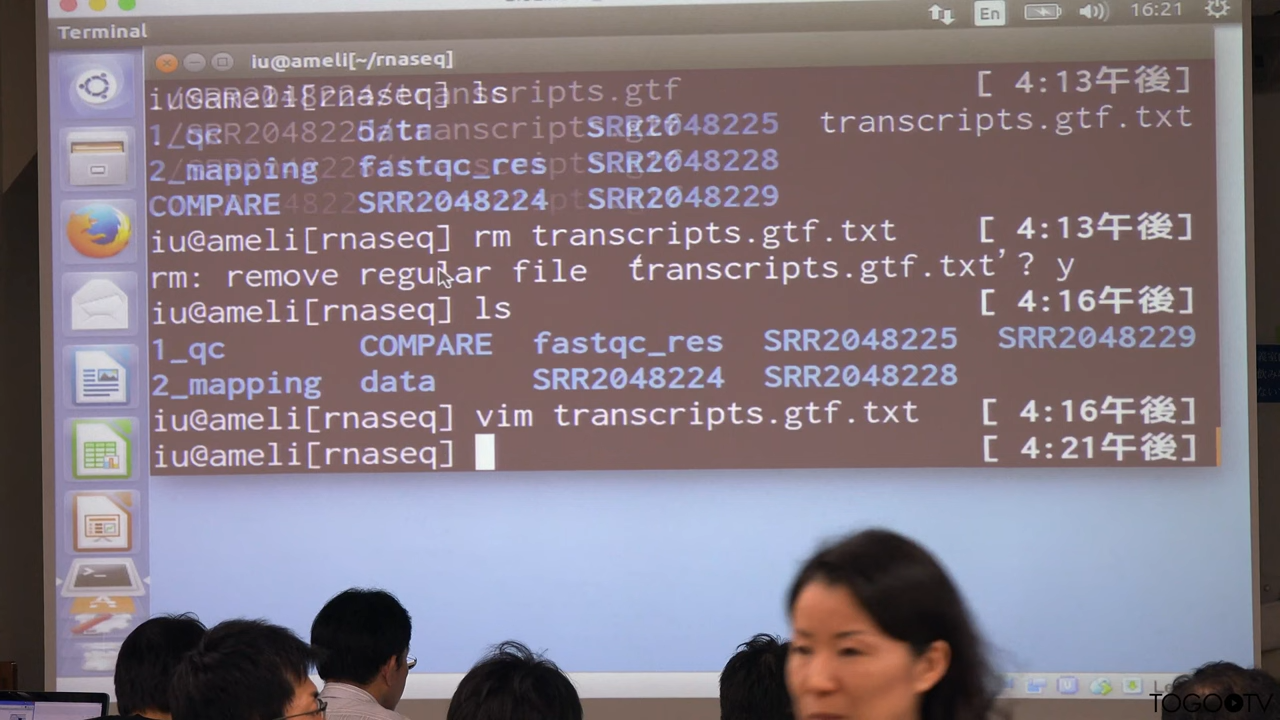 Terminal
En
16:21
iu@ameli[~/rnaseq]
iu@ameli[rnaseq] ls [ 4:13午後]
1_qc data SRR2048225 transcripts.gtf.txt
2_mapping fastqc_res SRR2048228
COMPARE SRR2048224 SRR2048229
iu@ameli[rnaseq] rm transcripts.gtf.txt [ 4:13午後]
rm: remove regular file ‘transcripts.gtf.txt’? y
iu@ameli[rnaseq] ls [ 4:16午後]
1_qc COMPARE fastqc_res SRR2048225 SRR2048229
2_mapping data SRR2048224 SRR2048228
iu@ameli[rnaseq] vim transcripts.gtf.txt [ 4:16午後]
iu@ameli[rnaseq] [ 4:21午後]
TOGOTV